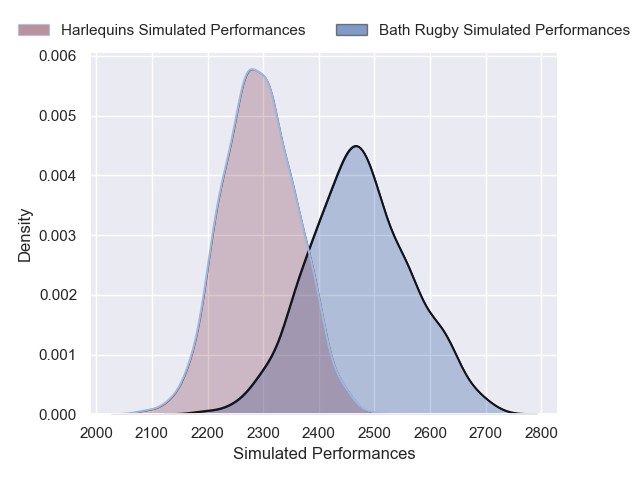 Harlequins Simulated Performances
Bath Rugby Simulated Performances
0.006
0.005
0.004
0.003
0.002
0.001
0.000
Density
2000 2100 2200 2300 2400 2500 2600 2700 2800
Simulated Performances